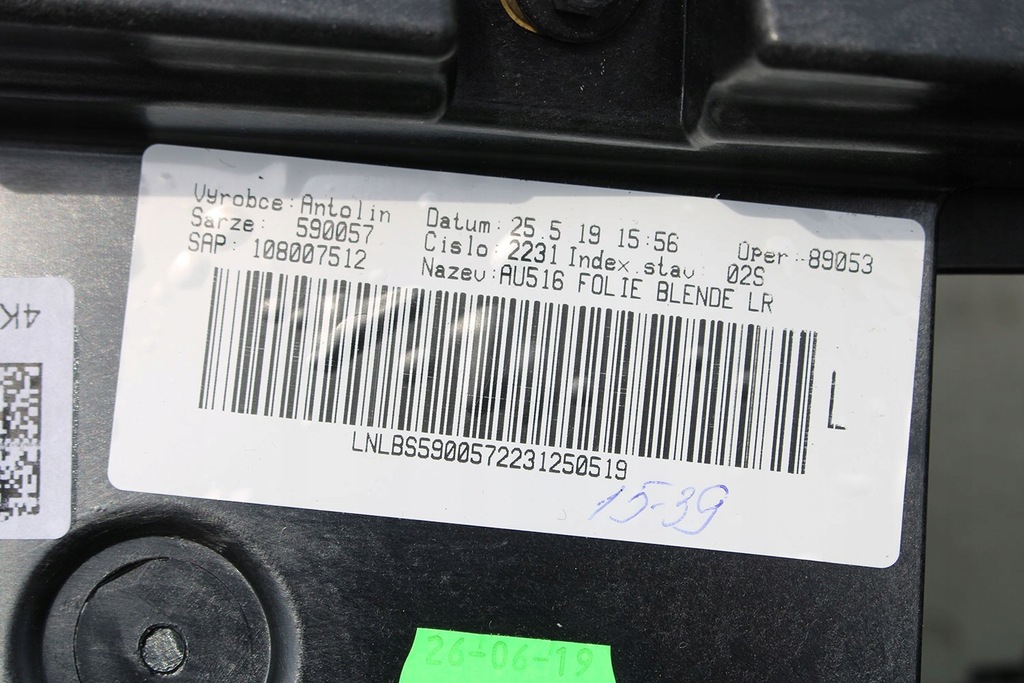 Vyrobce: Antolin
Sarze: 590057
SAP: 108007512
Datum: 25.5 19 15:56
Cislo: 2231 Index.stav: 02S
Nazev: AU516 FOLIE BLENDE LR
Oper.:89053
L
LNLBS5900572231250519
15-39
4K
26-06-19